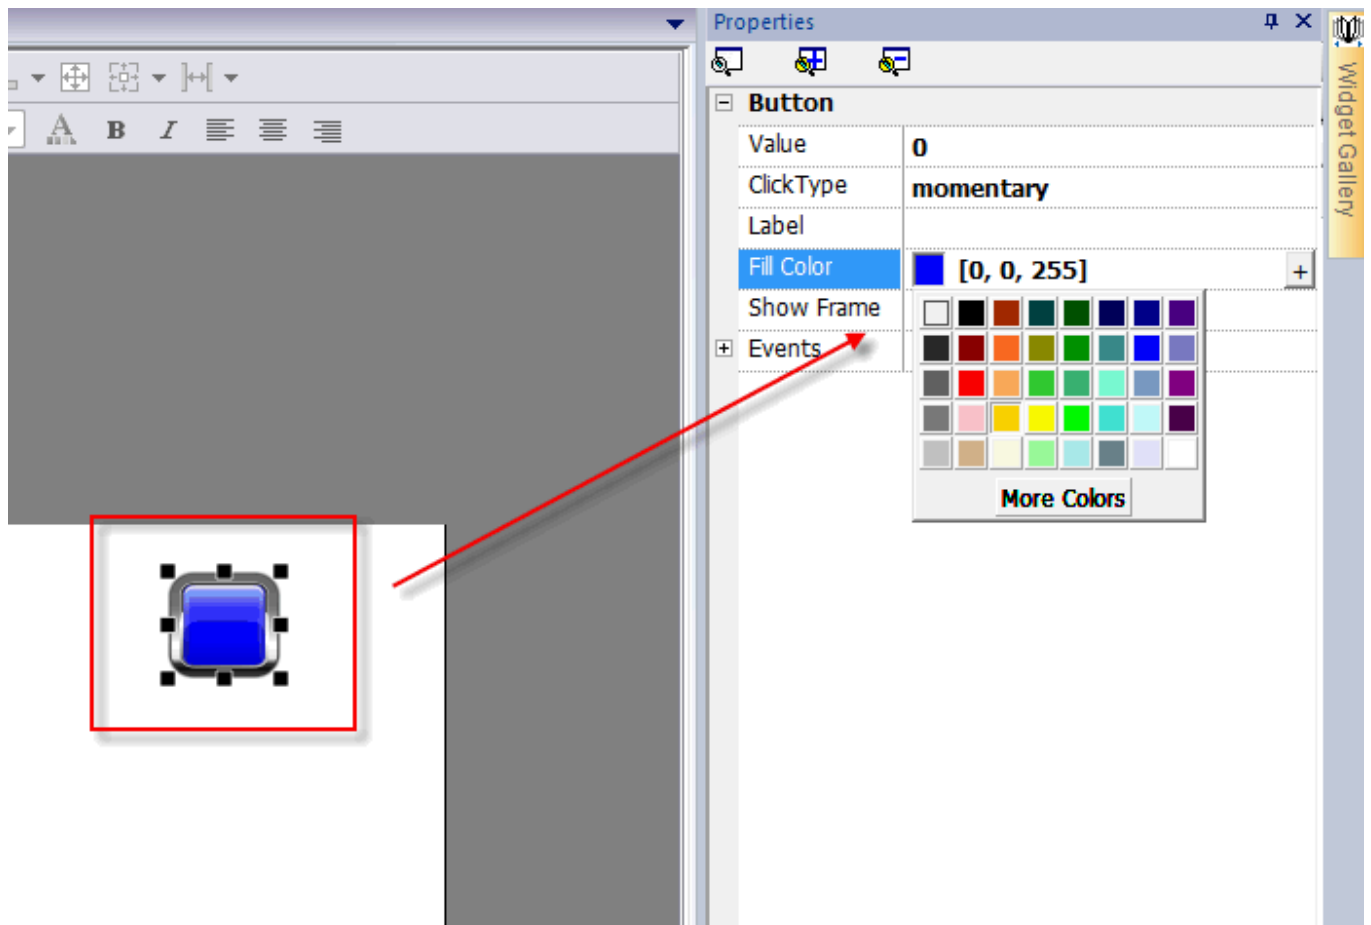 Properties
A B I
Button
Value 0
ClickType momentary
Label
Fill Color [0, 0, 255] +
Show Frame
Events
More Colors
Widget Gallery